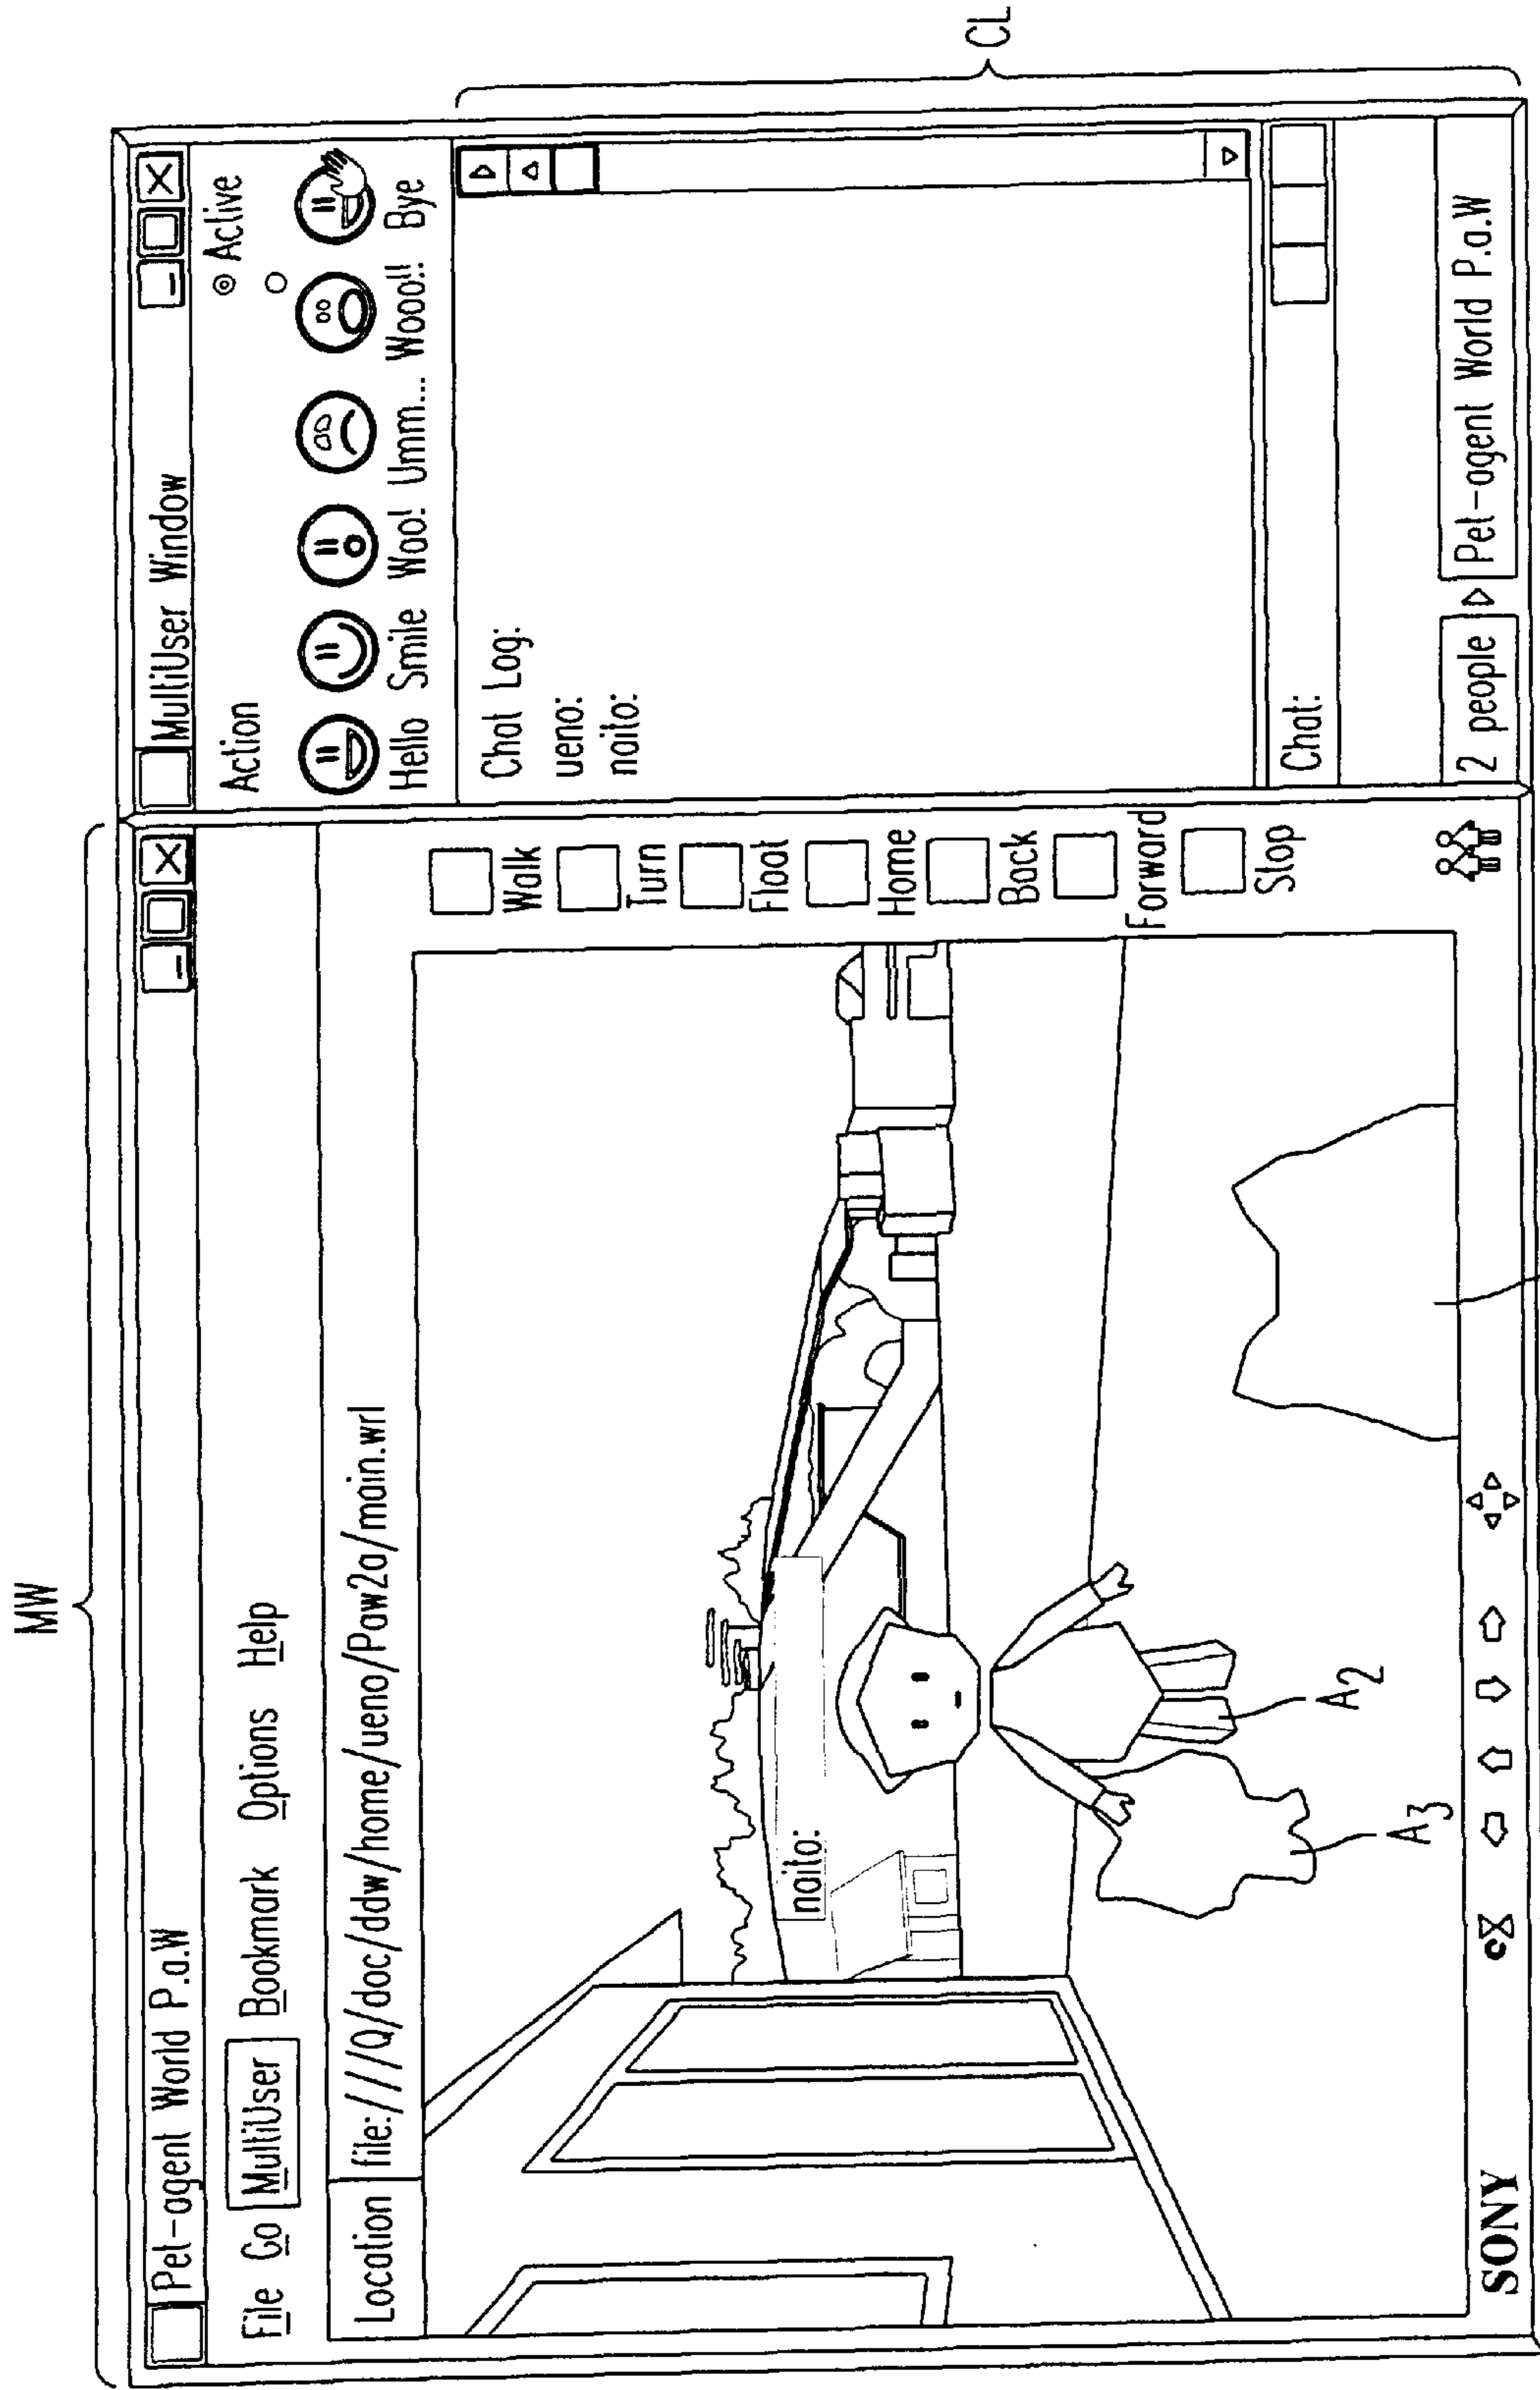 MW
Pet-agent World P.a.W
File Go MultiUser Bookmark Options Help
Location file:////Q/doc/ddw/home/ueno/Paw2a/main.wrl
Walk
Turn
Float
Home
Back
Forward
Stop
naito:
A3
A2
SONY
MultiUser Window
Action
Active
Hello Smile Wao! Umm... Wooo!! Bye
Chat Log:
ueno:
naito:
Chat:
2 people Pet-agent World P.a.W
CL